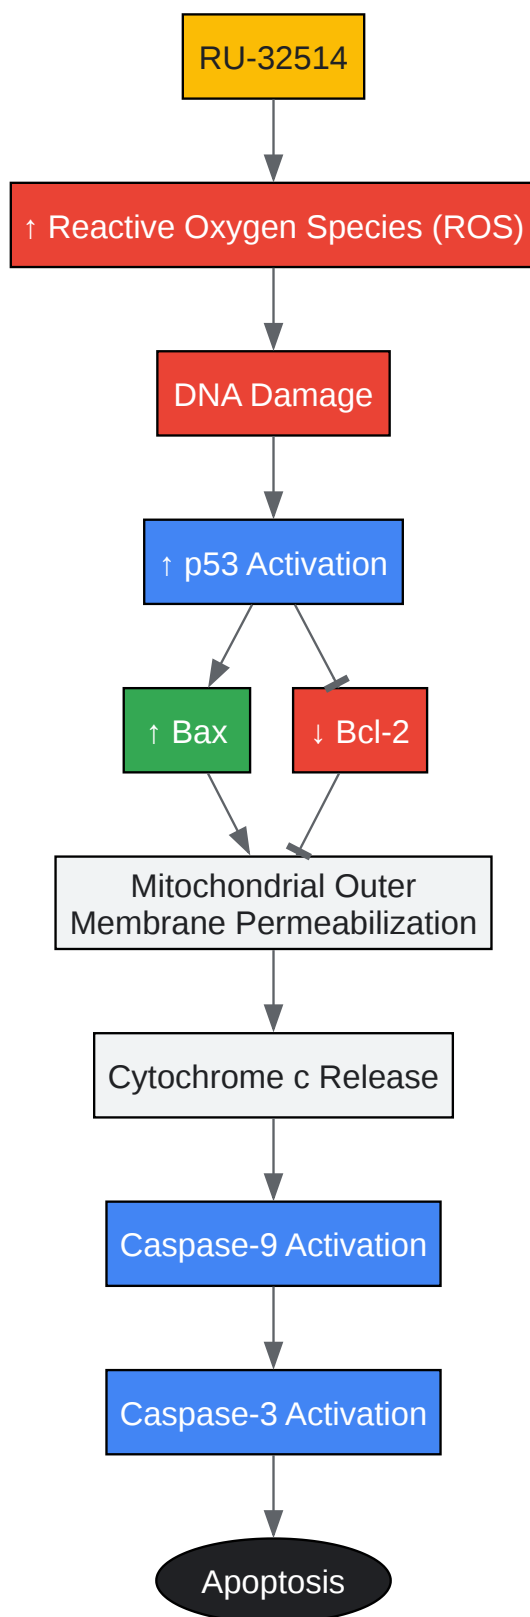 RU-32514
↑ Reactive Oxygen Species (ROS)
DNA Damage
↑ p53 Activation
↑ Bax
↓ Bcl-2
Mitochondrial Outer
Membrane Permeabilization
Cytochrome c Release
Caspase-9 Activation
Caspase-3 Activation
Apoptosis